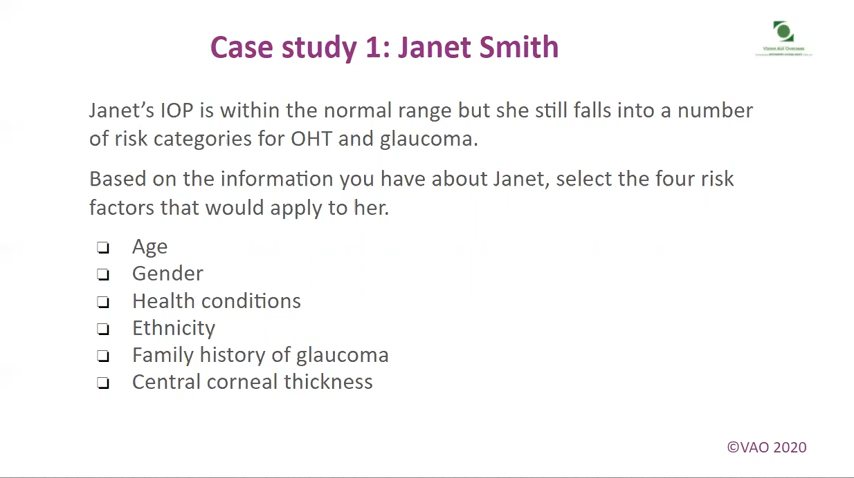 Case study 1: Janet Smith
Vision Aid Overseas
Janet's IOP is within the normal range but she still falls into a number
of risk categories for OHT and glaucoma.
Based on the information you have about Janet, select the four risk
factors that would apply to her.
Age
Gender
Health conditions
Ethnicity
Family history of glaucoma
Central corneal thickness
©VAO 2020